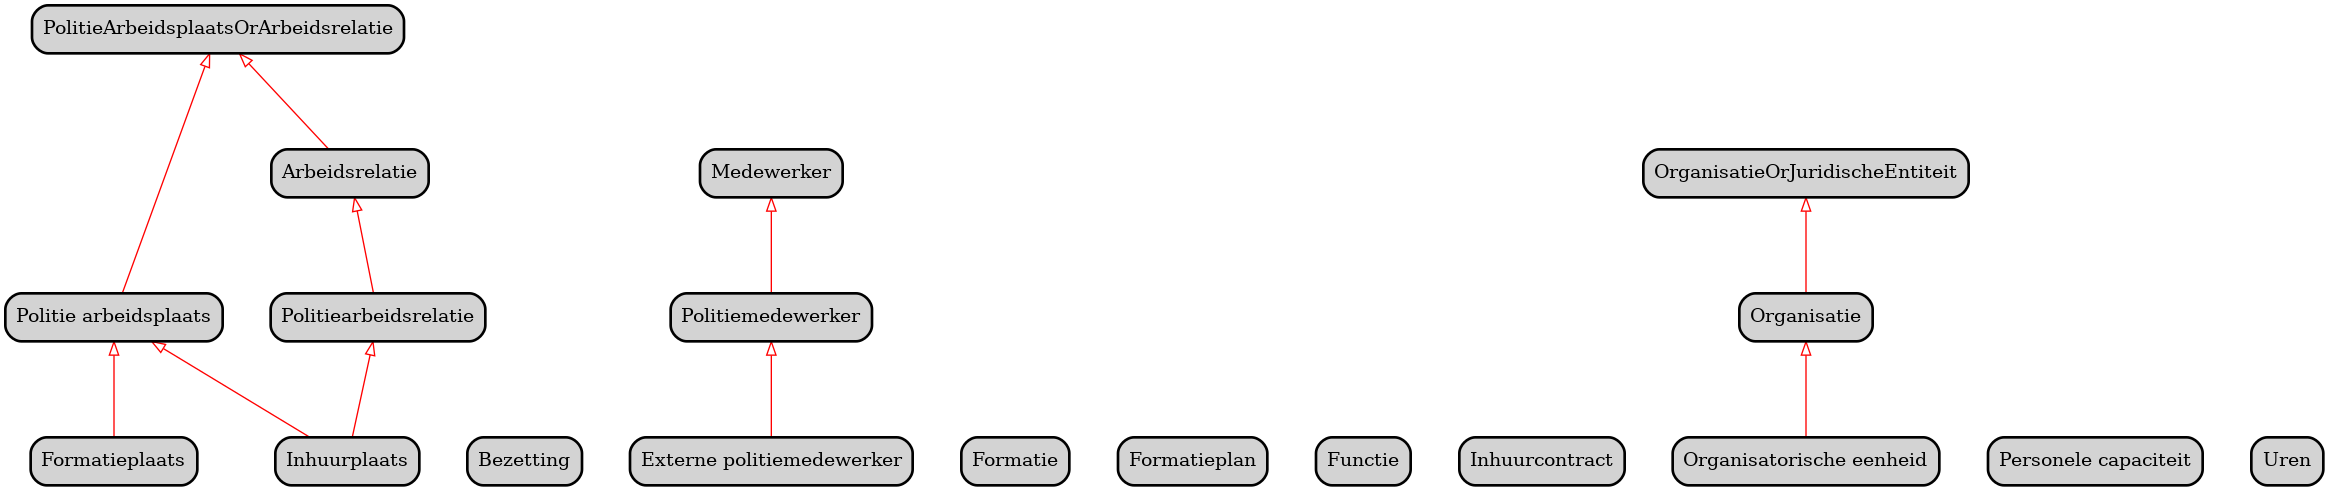 PolitieArbeidsplaatsOrArbeidsrelatie
Arbeidsrelatie
Medewerker
OrganisatieOrJuridischeEntiteit
Politie arbeidsplaats
Politiearbeidsrelatie
Politiemedewerker
Organisatie
Formatieplaats
Inhuurplaats
Bezetting
Externe politiemedewerker
Formatie
Formatieplan
Functie
Inhuurcontract
Organisatorische eenheid
Personele capaciteit
Uren